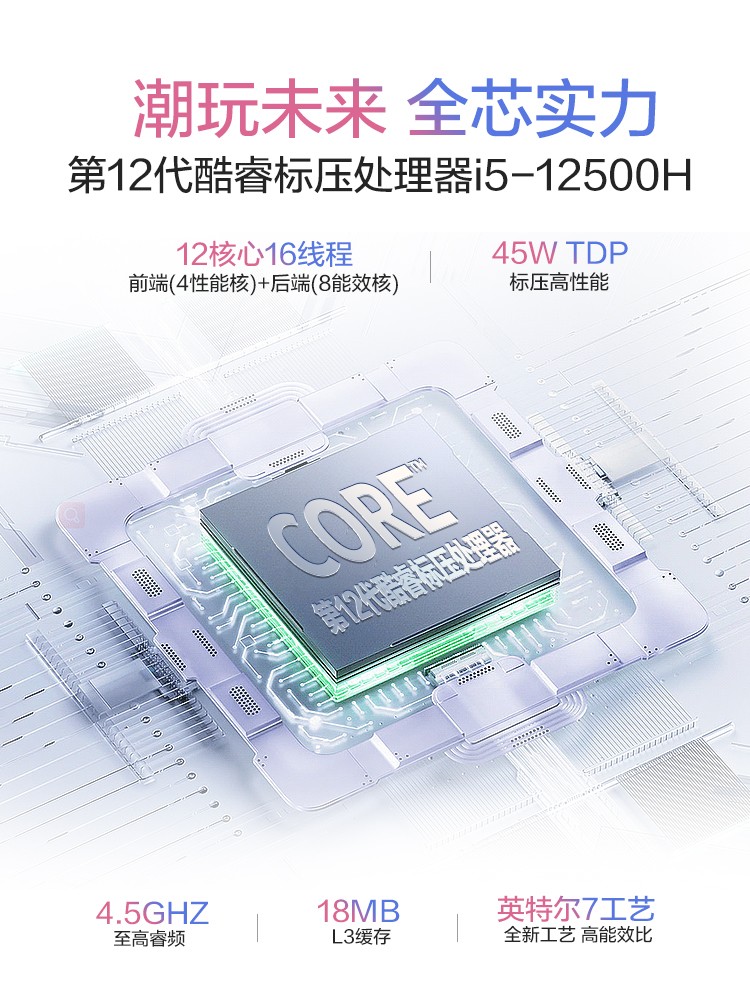 潮玩未来 全芯实力
第12代酷睿标压处理器i5-12500H
12核心16线程
前端(4性能核)+后端(8能效核)
45W TDP
标压高性能
CORE™
第12代酷睿标压处理器
4.5GHZ
至高睿频
18MB
L3缓存
英特尔7工艺
全新工艺 高能效比